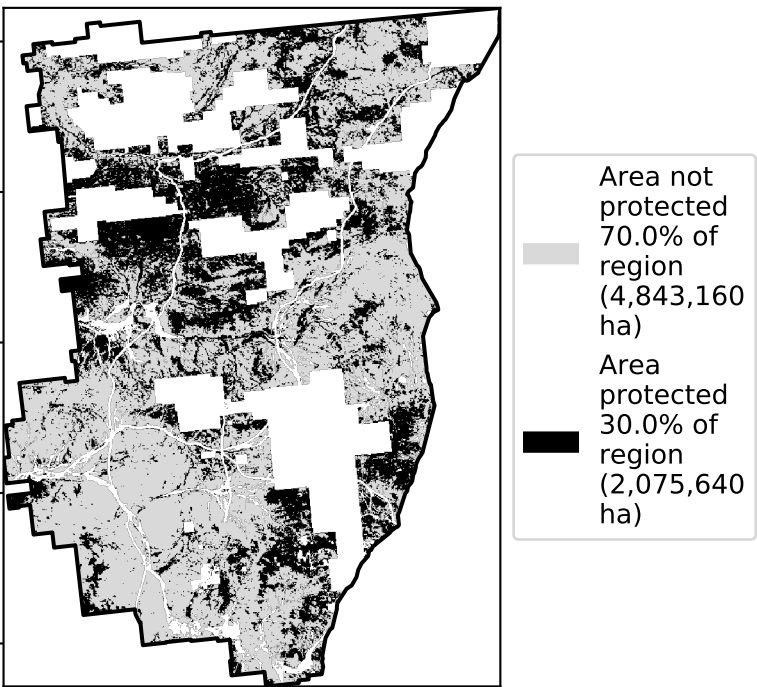 Area not
protected
70.0% of
region
(4,843,160
ha)
Area
protected
30.0% of
region
(2,075,640
ha)